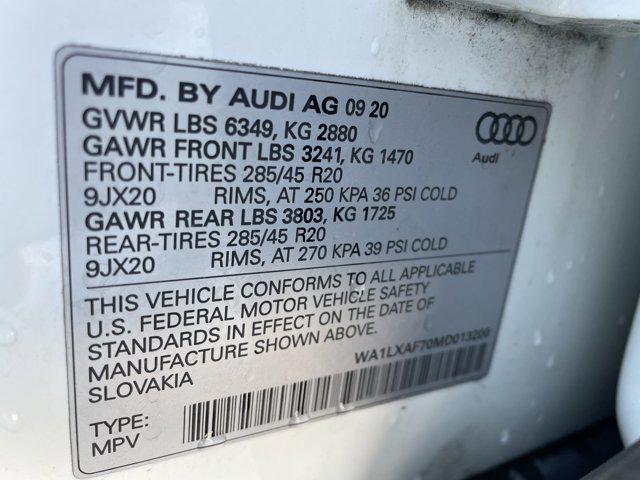 MFD. BY AUDI AG 09 20
GVWR LBS 6349, KG 2880
GAWR FRONT LBS 3241, KG 1470
FRONT-TIRES 285/45 R20
9JX20 RIMS, AT 250 KPA 36 PSI COLD
GAWR REAR LBS 3803, KG 1725
REAR-TIRES 285/45 R20
9JX20 RIMS, AT 270 KPA 39 PSI COLD
Audi
THIS VEHICLE CONFORMS TO ALL APPLICABLE
U.S. FEDERAL MOTOR VEHICLE SAFETY
STANDARDS IN EFFECT ON THE DATE OF
MANUFACTURE SHOWN ABOVE.
SLOVAKIA
WA1LXAF70MD013200
TYPE:
MPV